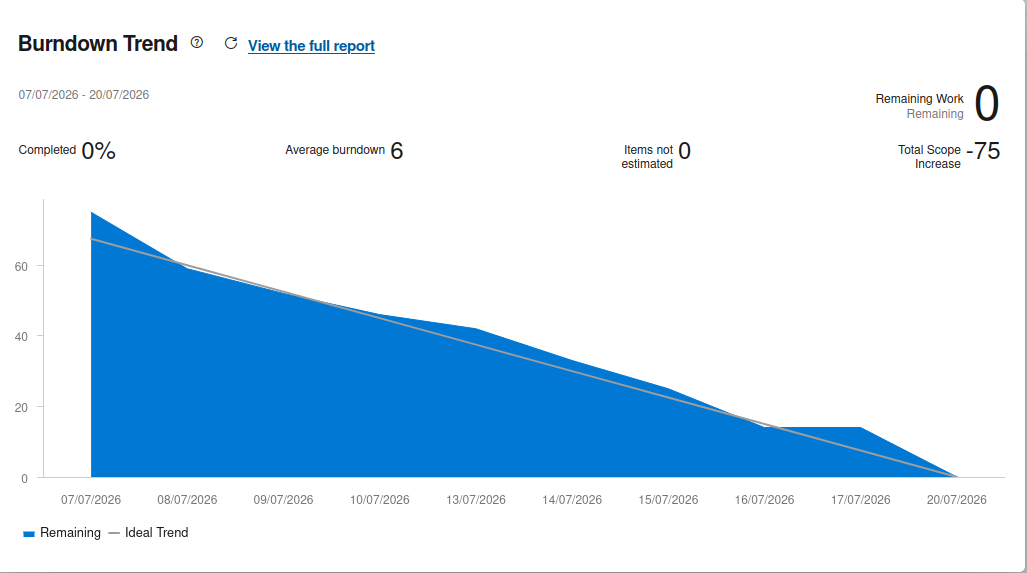 Burndown Trend View the full report
07/07/2026 - 20/07/2026
Remaining Work
Remaining
0
Completed 0%
Average burndown 6
Items not
estimated
0
Total Scope
Increase
-75
60
40
20
0
07/07/2026 08/07/2026 09/07/2026 10/07/2026 13/07/2026 14/07/2026 15/07/2026 16/07/2026 17/07/2026 20/07/2026
Remaining Ideal Trend